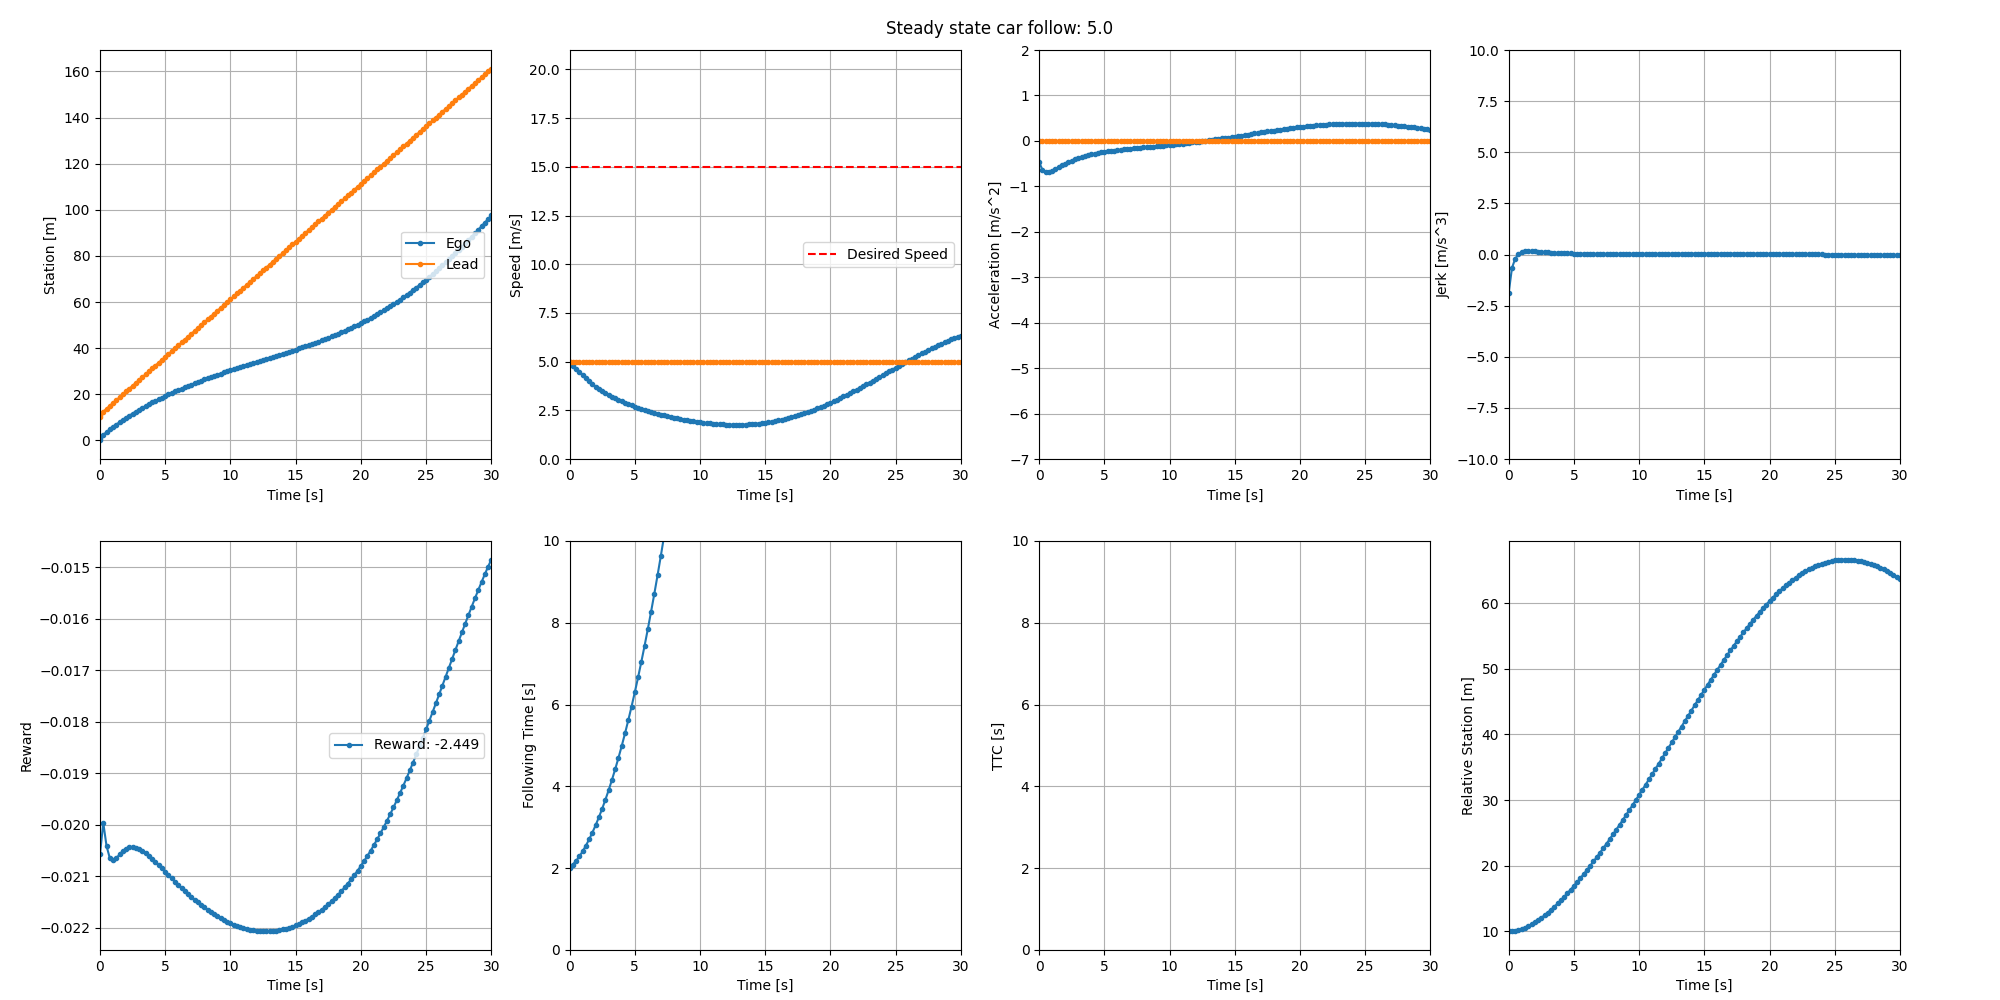 Steady state car follow: 5.0
160
140
120
100
80
60
40
20
0
Station [m]
Ego
Lead
0 5 10 15 20 25 30
Time [s]
20.0
17.5
15.0
12.5
10.0
7.5
5.0
2.5
0.0
Speed [m/s]
Desired Speed
0 5 10 15 20 25 30
Time [s]
2
1
0
−1
−2
−3
−4
−5
−6
−7
Acceleration [m/s^2]
0 5 10 15 20 25 30
Time [s]
10.0
7.5
5.0
2.5
0.0
−2.5
−5.0
−7.5
−10.0
Jerk [m/s^3]
0 5 10 15 20 25 30
Time [s]
−0.015
−0.016
−0.017
−0.018
−0.019
−0.020
−0.021
−0.022
Reward
Reward: -2.449
0 5 10 15 20 25 30
Time [s]
10
8
6
4
2
0
Following Time [s]
0 5 10 15 20 25 30
Time [s]
10
8
6
4
2
0
TTC [s]
0 5 10 15 20 25 30
Time [s]
60
50
40
30
20
10
Relative Station [m]
0 5 10 15 20 25 30
Time [s]